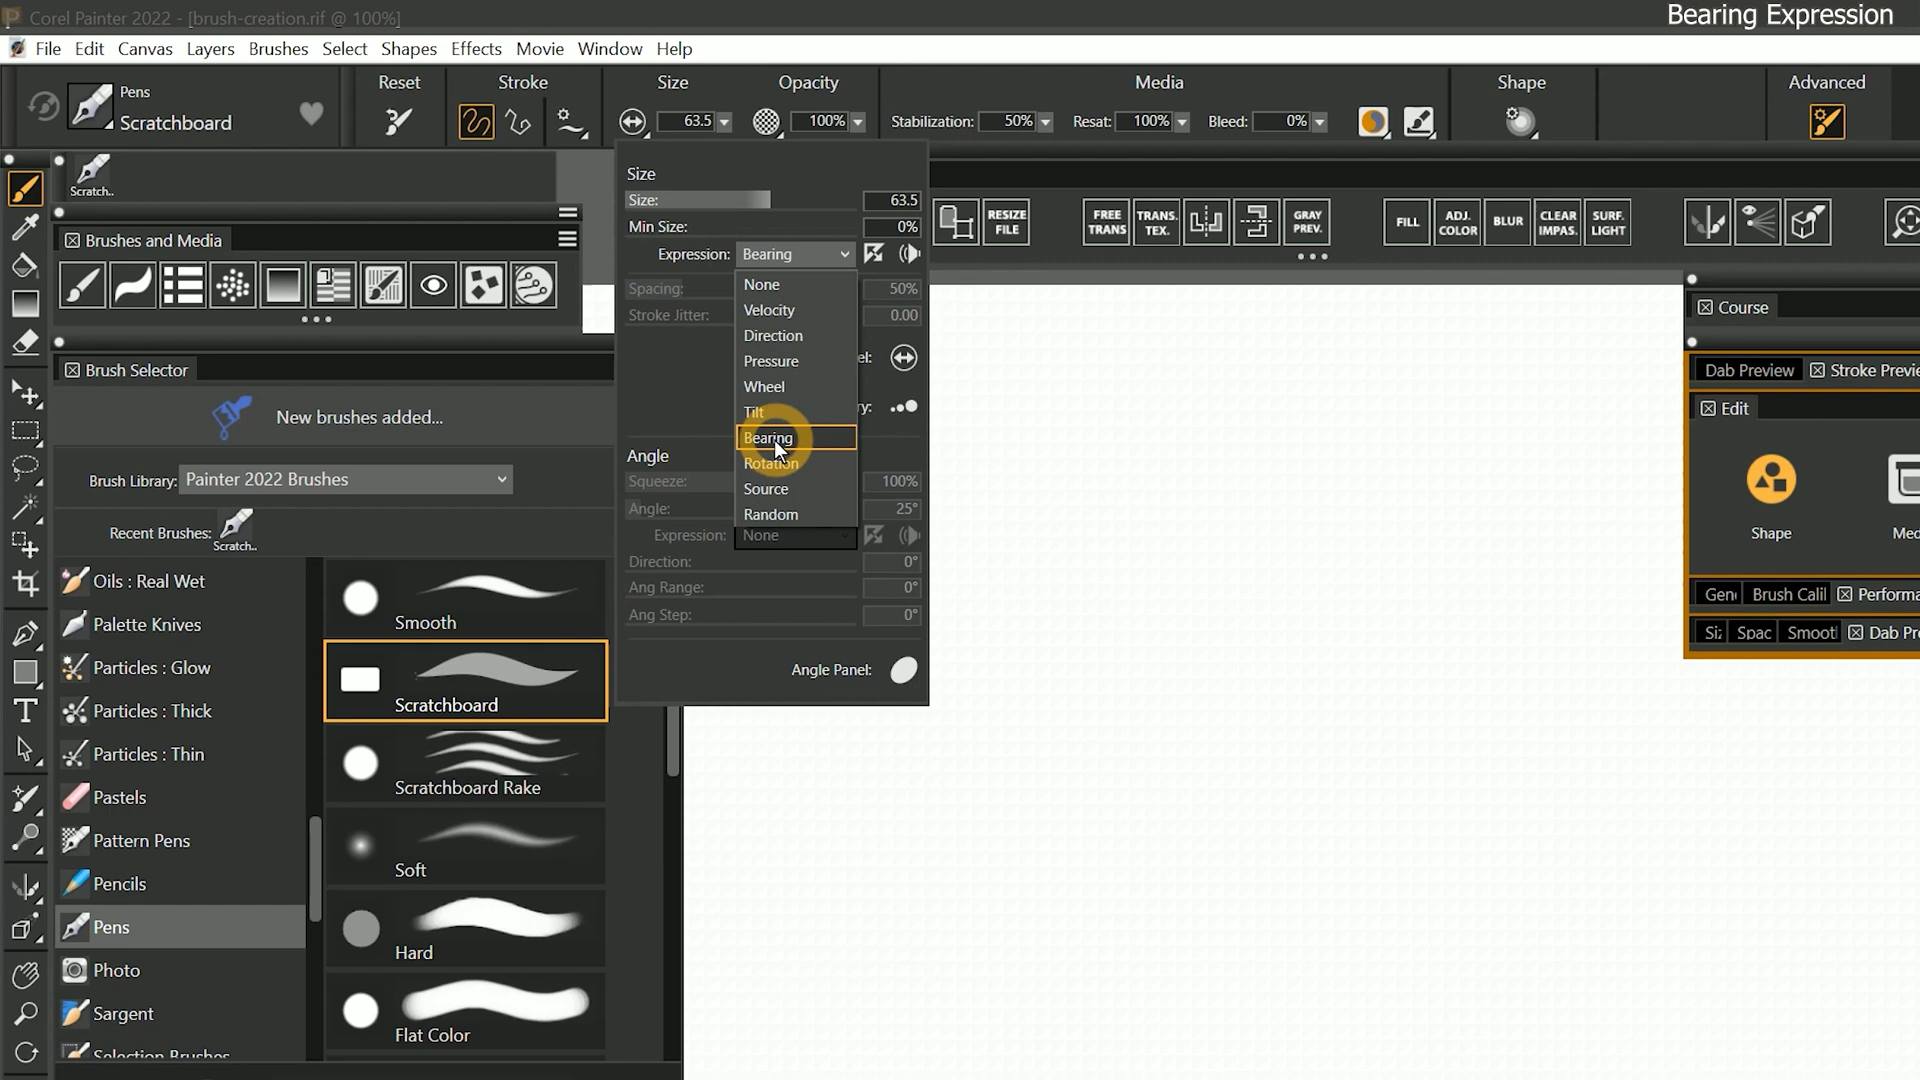 Corel Painter 2022 - [brush-creation.rif @ 100%]
Bearing Expression
File Edit Canvas Layers Brushes Select Shapes Effects Movie Window Help
Pens
Scratchboard
Reset
Stroke
Size
63.5
Opacity
100%
Media
Stabilization: 50%
Resat: 100%
Bleed: 0%
Shape
Advanced
Scratch..
Brushes and Media
Brush Selector
New brushes added...
Brush Library: Painter 2022 Brushes
Recent Brushes:
Scratch..
Oils : Real Wet
Palette Knives
Particles : Glow
Particles : Thick
Particles : Thin
Pastels
Pattern Pens
Pencils
Pens
Photo
Sargent
Selection Brushes
Smooth
Scratchboard
Scratchboard Rake
Soft
Hard
Flat Color
Size
Size: 63.5
Min Size: 0%
Expression: Bearing
None
Velocity
Direction
Pressure
Wheel
Tilt
Bearing
Rotation
Source
Random
Spacing: 50%
Stroke Jitter: 0.00
el:
ry:
Angle
Squeeze: 100%
Angle: 25°
Expression: None
Direction: 0°
Ang Range: 0°
Ang Step: 0°
Angle Panel:
RESIZE
FILE
FREE
TRANS
TRANS.
TEX.
GRAY
PREV.
FILL
ADJ.
COLOR
BLUR
CLEAR
IMPAS.
SURF.
LIGHT
Course
Dab Preview Stroke Previe
Edit
Shape
Med
Gen Brush Cali Performa
Siz Spac Smoot Dab Pr